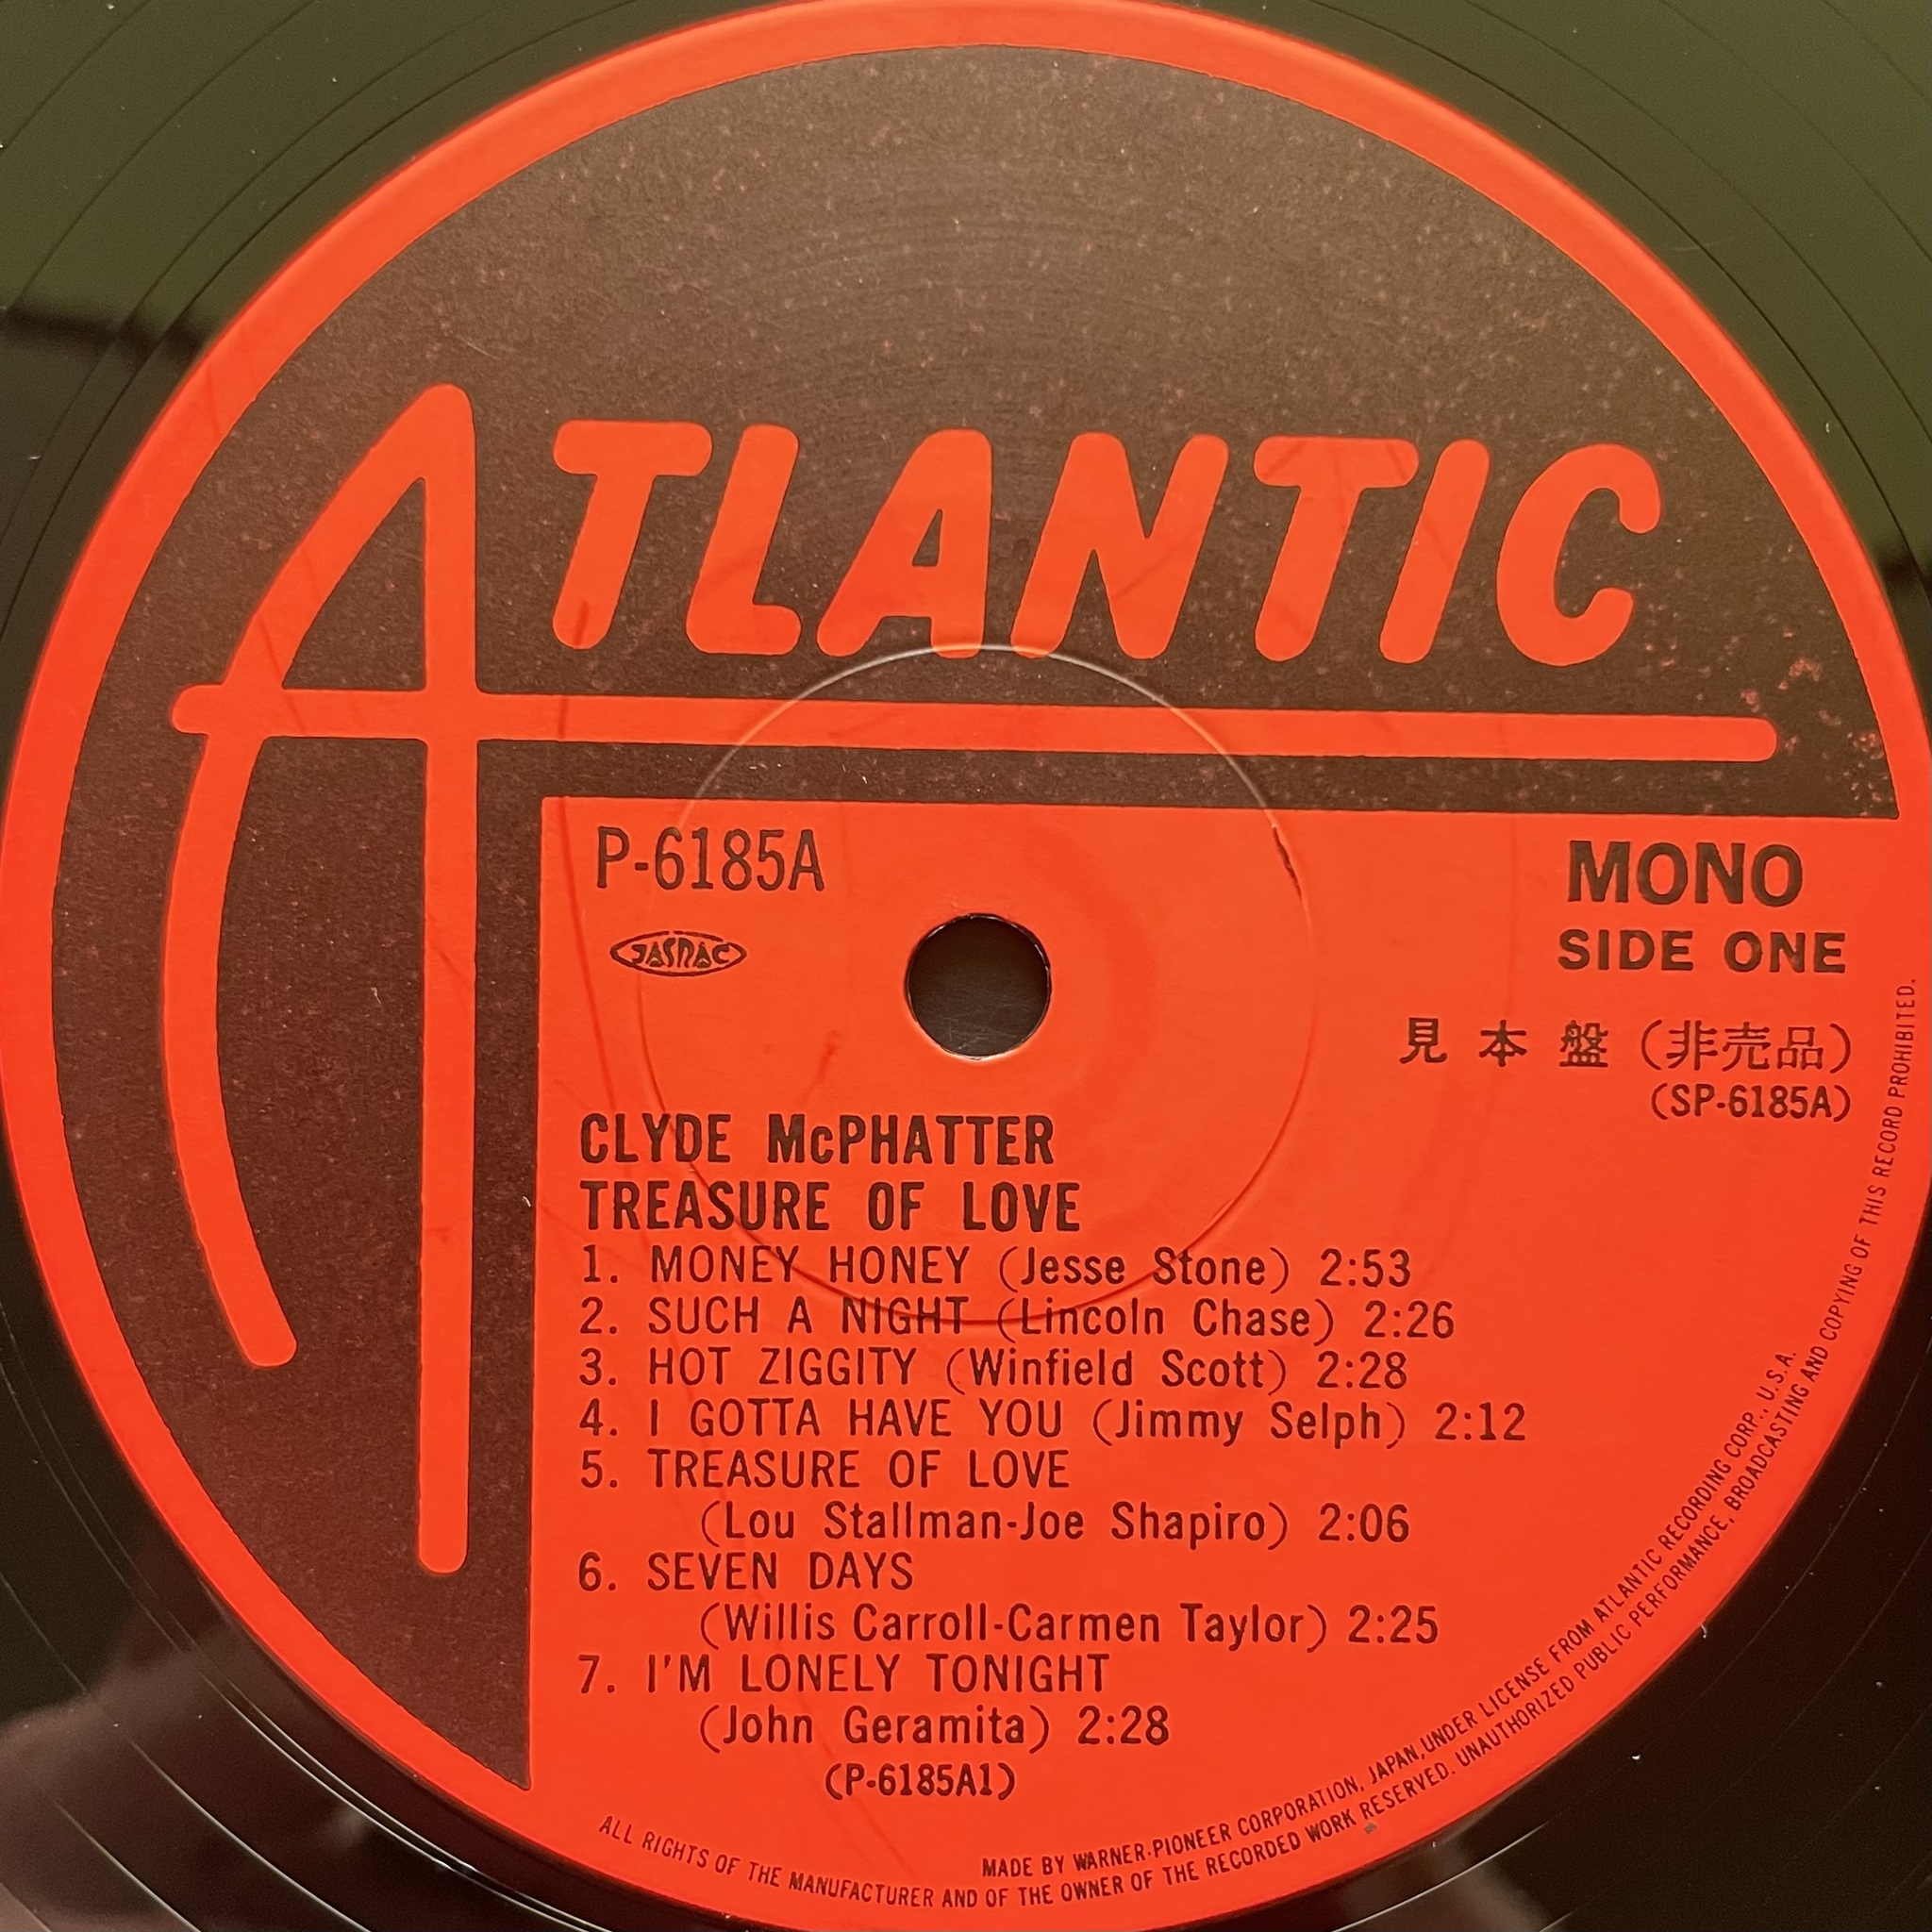 ATLANTIC
P-6185A
MONO
JASRAC
SIDE ONE
見本盤（非売品）
(SP-6185A)
CLYDE McPHATTER
TREASURE OF LOVE
1. MONEY HONEY (Jesse Stone) 2:53
2. SUCH A NIGHT (Lincoln Chase) 2:26
3. HOT ZIGGITY (Winfield Scott) 2:28
4. I GOTTA HAVE YOU (Jimmy Selph) 2:12
5. TREASURE OF LOVE
(Lou Stallman-Joe Shapiro) 2:06
6. SEVEN DAYS
(Willis Carroll-Carmen Taylor) 2:25
7. I'M LONELY TONIGHT
(John Geramita) 2:28
(P-6185A1)
MADE BY WARNER-PIONEER CORPORATION, JAPAN, UNDER LICENSE FROM ATLANTIC RECORDING CORP., U.S.A.
ALL RIGHTS OF THE MANUFACTURER AND OF THE OWNER OF THE RECORDED WORK RESERVED. UNAUTHORIZED PUBLIC PERFORMANCE, BROADCASTING AND COPYING OF THIS RECORD PROHIBITED.